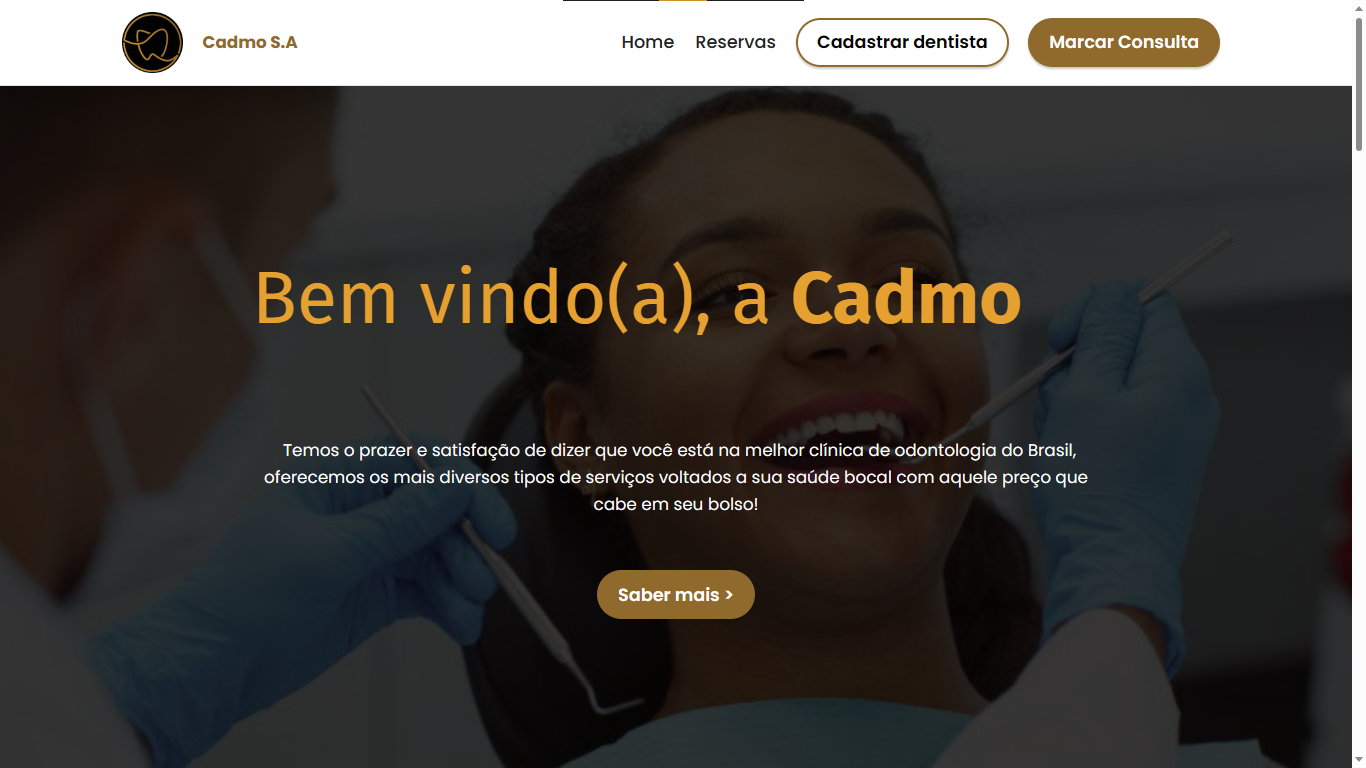 Cadmo S.A
Home Reservas Cadastrar dentista Marcar Consulta
Bem vindo(a), a Cadmo
Temos o prazer e satisfação de dizer que você está na melhor clínica de odontologia do Brasil,
oferecemos os mais diversos tipos de serviços voltados a sua saúde bocal com aquele preço que
cabe em seu bolso!
Saber mais >